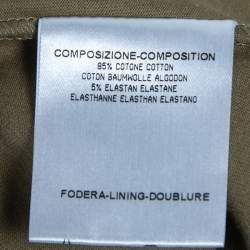 COMPOSIZIONE-COMPOSITION
95% COTONE COTTON
COTON BAUMWOLLE ALGODON
5% ELASTAN ELASTANE
ELASTHANNE ELASTHAN ELASTANO
FODERA-LINING-DOUBLURE